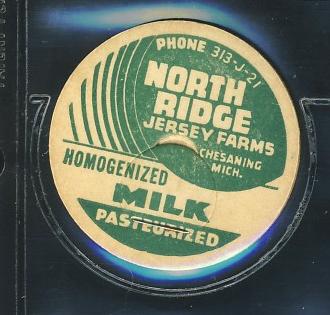 PHONE 313-J-21
NORTH
RIDGE
JERSEY FARMS
CHESANING
MICH.
HOMOGENIZED
MILK
PASTEURIZED